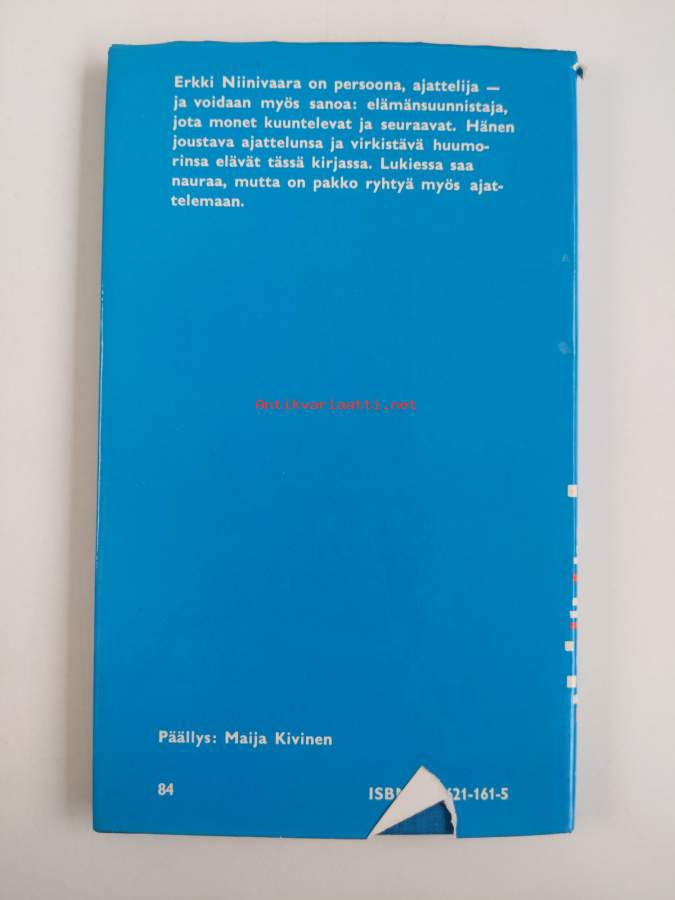 Erkki Niinivaara on persoona, ajattelija —
ja voidaan myös sanoa: elämänsuunnistaja,
jota monet kuuntelevat ja seuraavat. Hänen
joustava ajattelunsa ja virkistävä huumo-
rinsa elävät tässä kirjassa. Lukiessa saa
nauraa, mutta on pakko ryhtyä myös ajat-
telemaan.
Antikvariaatti.net
Päällys: Maija Kivinen
84 ISBN 621-161-5